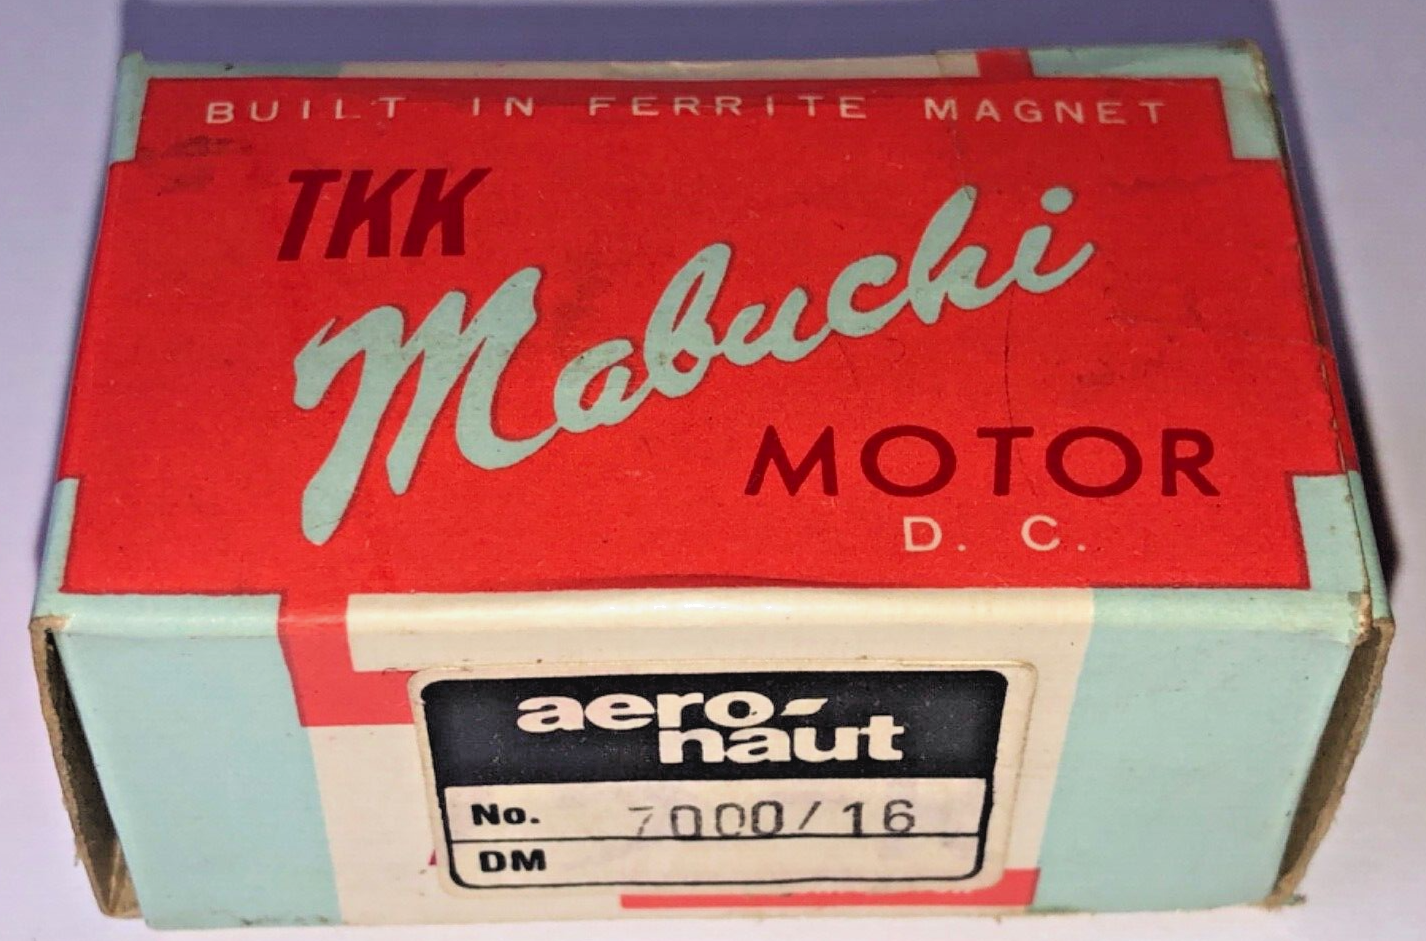 BUILT IN FERRITE MAGNET
TKK
Mabuchi
MOTOR
D. C.
aero-
naut
No. 7000/16
DM